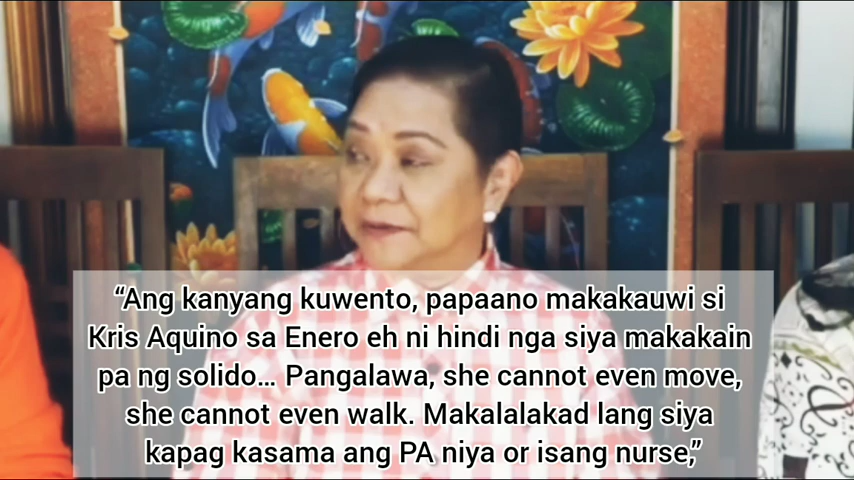 “Ang kanyang kuwento, papaano makakauwi si
Kris Aquino sa Enero eh ni hindi nga siya makakain
pa ng solido... Pangalawa, she cannot even move,
she cannot even walk. Makalalakad lang siya
kapag kasama ang PA niya or isang nurse,”